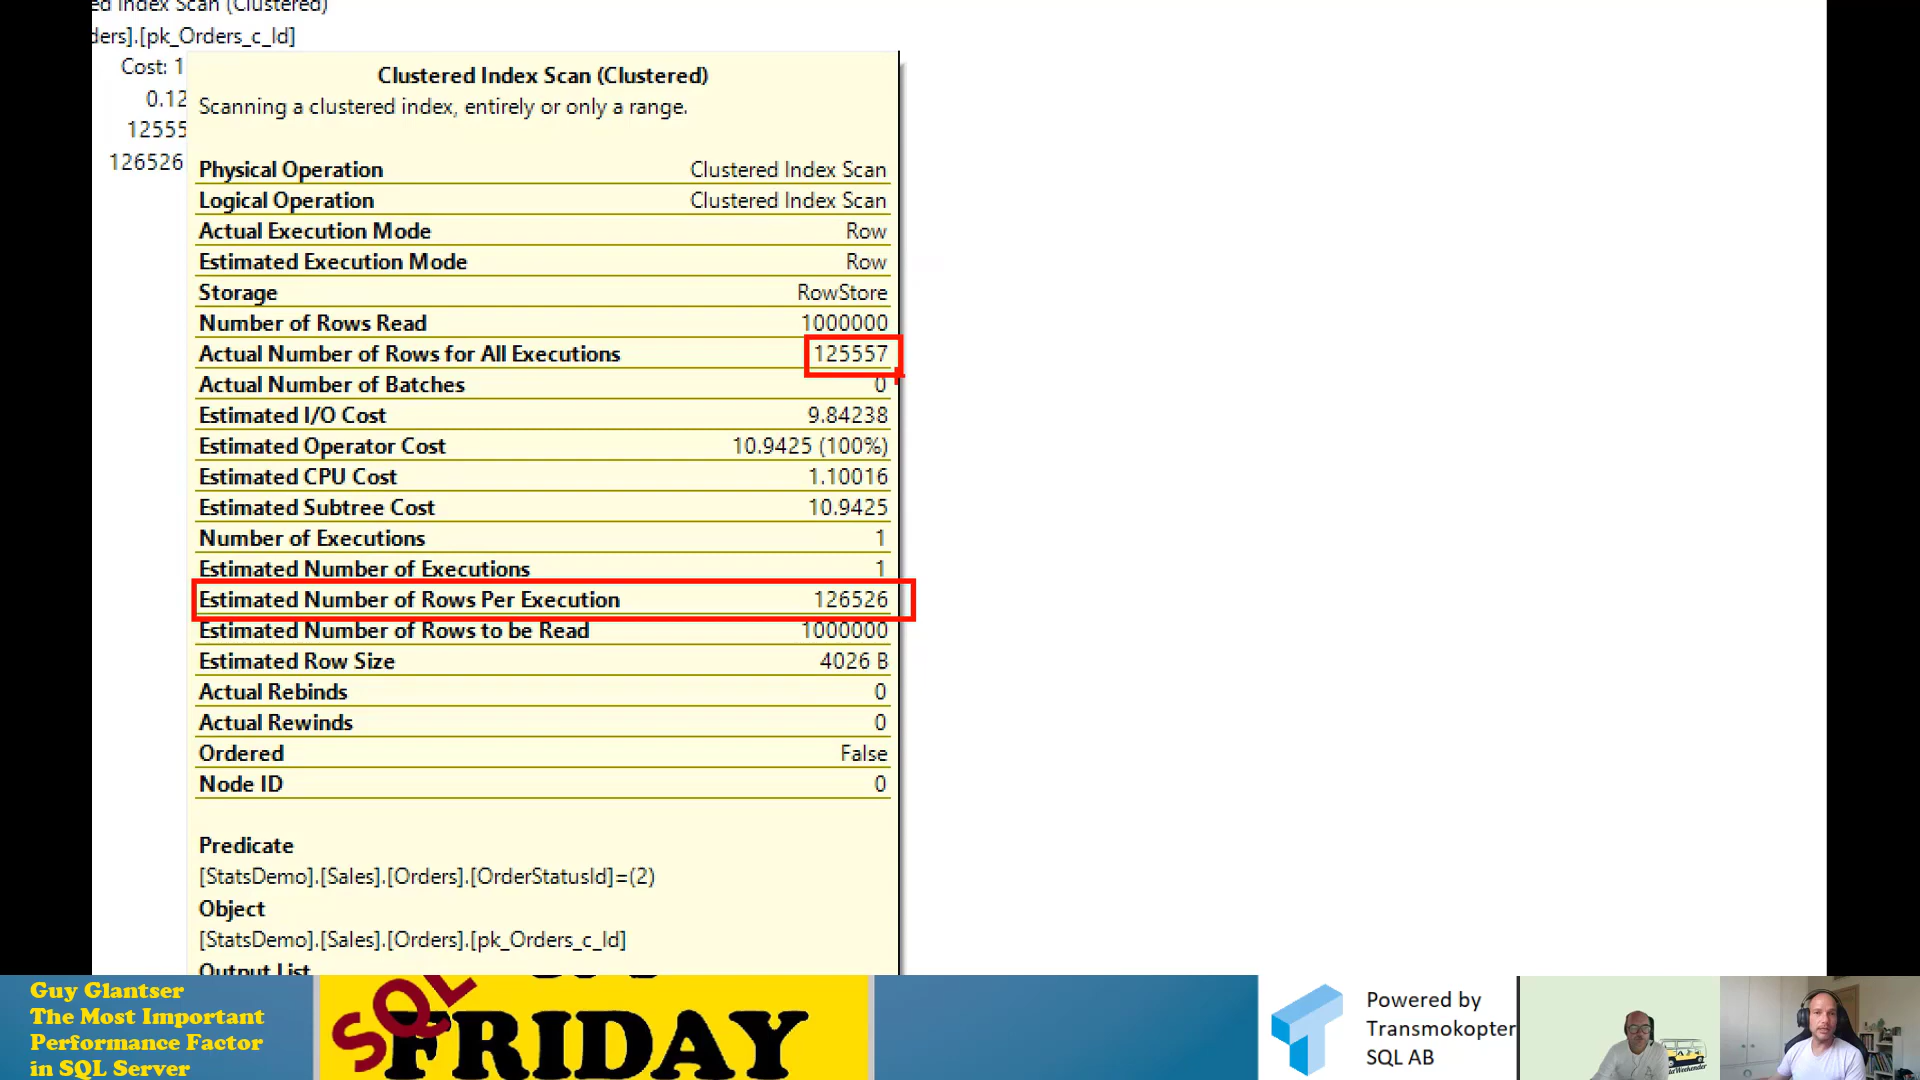 ed Index Scan (Clustered)
ders].[pk_Orders_c_Id]
Cost: 1
0.12
12555
126526
Clustered Index Scan (Clustered)
Scanning a clustered index, entirely or only a range.
Physical Operation Clustered Index Scan
Logical Operation Clustered Index Scan
Actual Execution Mode Row
Estimated Execution Mode Row
Storage RowStore
Number of Rows Read 1000000
Actual Number of Rows for All Executions 125557
Actual Number of Batches 0
Estimated I/O Cost 9.84238
Estimated Operator Cost 10.9425 (100%)
Estimated CPU Cost 1.10016
Estimated Subtree Cost 10.9425
Number of Executions 1
Estimated Number of Executions 1
Estimated Number of Rows Per Execution 126526
Estimated Number of Rows to be Read 1000000
Estimated Row Size 4026 B
Actual Rebinds 0
Actual Rewinds 0
Ordered False
Node ID 0
Predicate
[StatsDemo].[Sales].[Orders].[OrderStatusId]=(2)
Object
[StatsDemo].[Sales].[Orders].[pk_Orders_c_Id]
Output List
Guy Glantser
The Most Important
Performance Factor
in SQL Server
SQL
FRIDAY
Powered by
Transmokopter
SQL AB